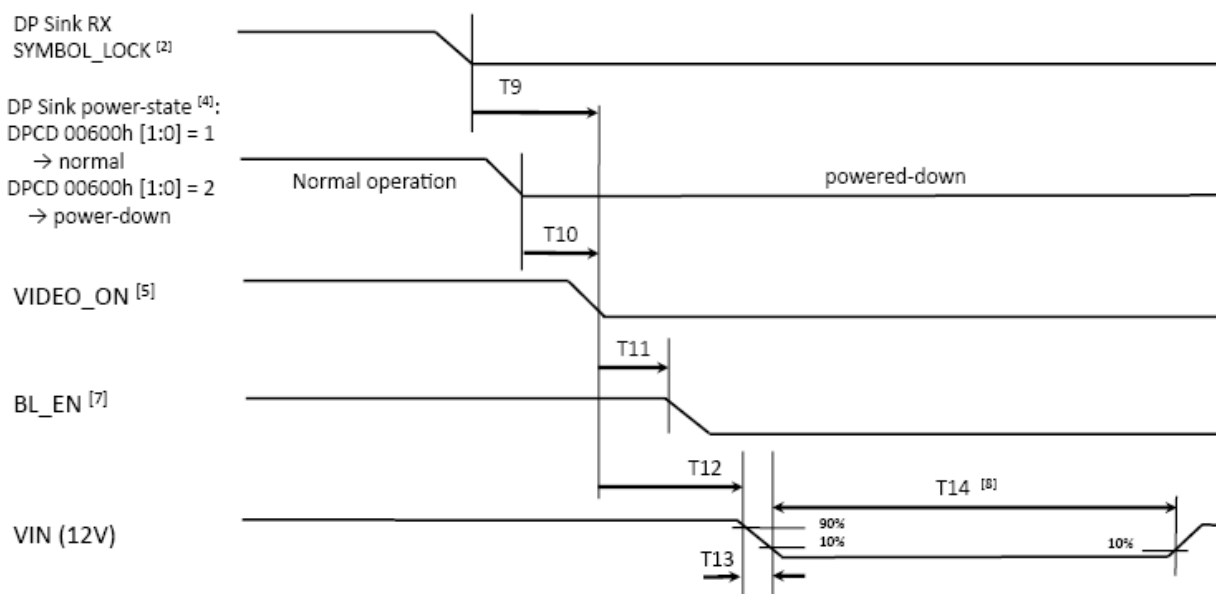 DP Sink RX
SYMBOL_LOCK [2]
T9
DP Sink power-state [4]:
DPCD 00600h [1:0] = 1
→ normal
DPCD 00600h [1:0] = 2
→ power-down
Normal operation
powered-down
T10
VIDEO_ON [5]
T11
BL_EN [7]
T12
T14 [8]
VIN (12V)
90%
10%
10%
T13